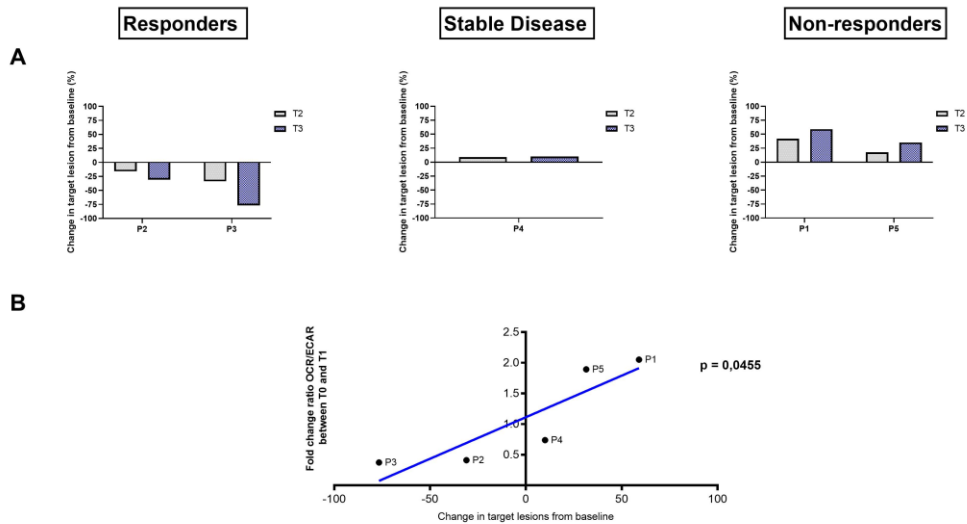 Responders
Stable Disease
Non-responders
A
Change in target lesion from baseline (%)
100
75
50
25
0
-25
-50
-75
-100
P2
P3
T2
T3
Change in target lesion from baseline (%)
100
75
50
25
0
-25
-50
-75
-100
P4
T2
T3
Change in target lesion from baseline (%)
100
75
50
25
0
-25
-50
-75
-100
P1
P5
T2
T3
B
Fold change ratio OCR/ECAR
between T0 and T1
2.5
2.0
1.5
1.0
0.5
P1
P5
P4
P3
P2
p = 0,0455
-100
-50
0
50
100
Change in target lesions from baseline